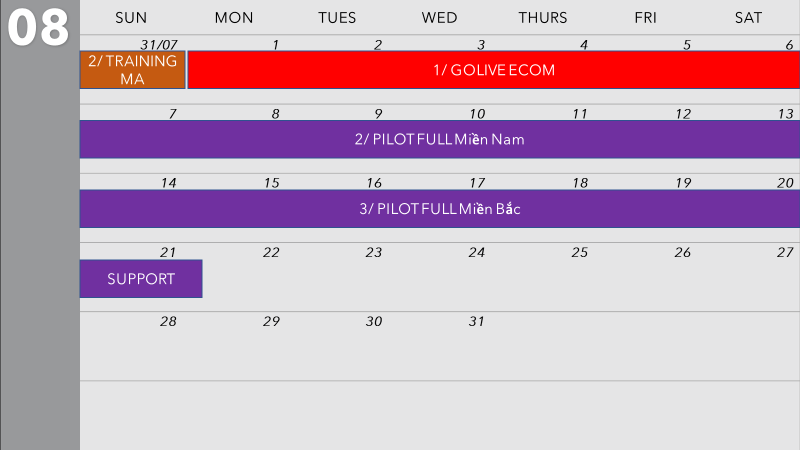 08
SUN MON TUES WED THURS FRI SAT
31/07 1 2 3 4 5 6
2/ TRAINING
MA
1/ GOLIVE ECOM
7 8 9 10 11 12 13
2/ PILOT FULL Miền Nam
14 15 16 17 18 19 20
3/ PILOT FULL Miền Bắc
21 22 23 24 25 26 27
SUPPORT
28 29 30 31